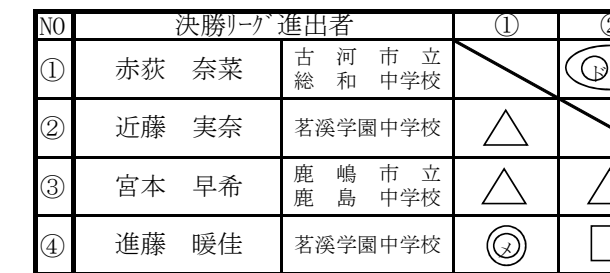 NO 決勝ﾘｰｸﾞ進出者 ①
① 赤荻 奈菜 古河市立 総和中学校 ド
② 近藤 実奈 茗溪学園中学校 △
③ 宮本 早希 鹿嶋市立 鹿島中学校 △
④ 進藤 暖佳 茗溪学園中学校 メ